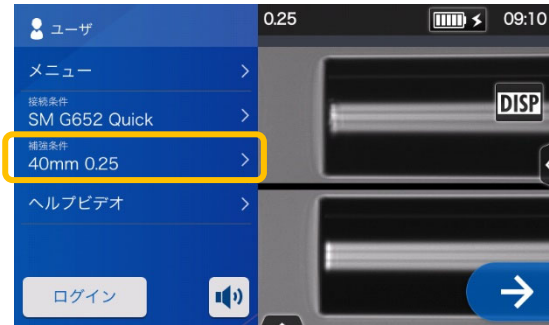 ユーザ
0.25
09:10
メニュー
接続条件
SM G652 Quick
補強条件
40mm 0.25
ヘルプビデオ
ログイン
DISP